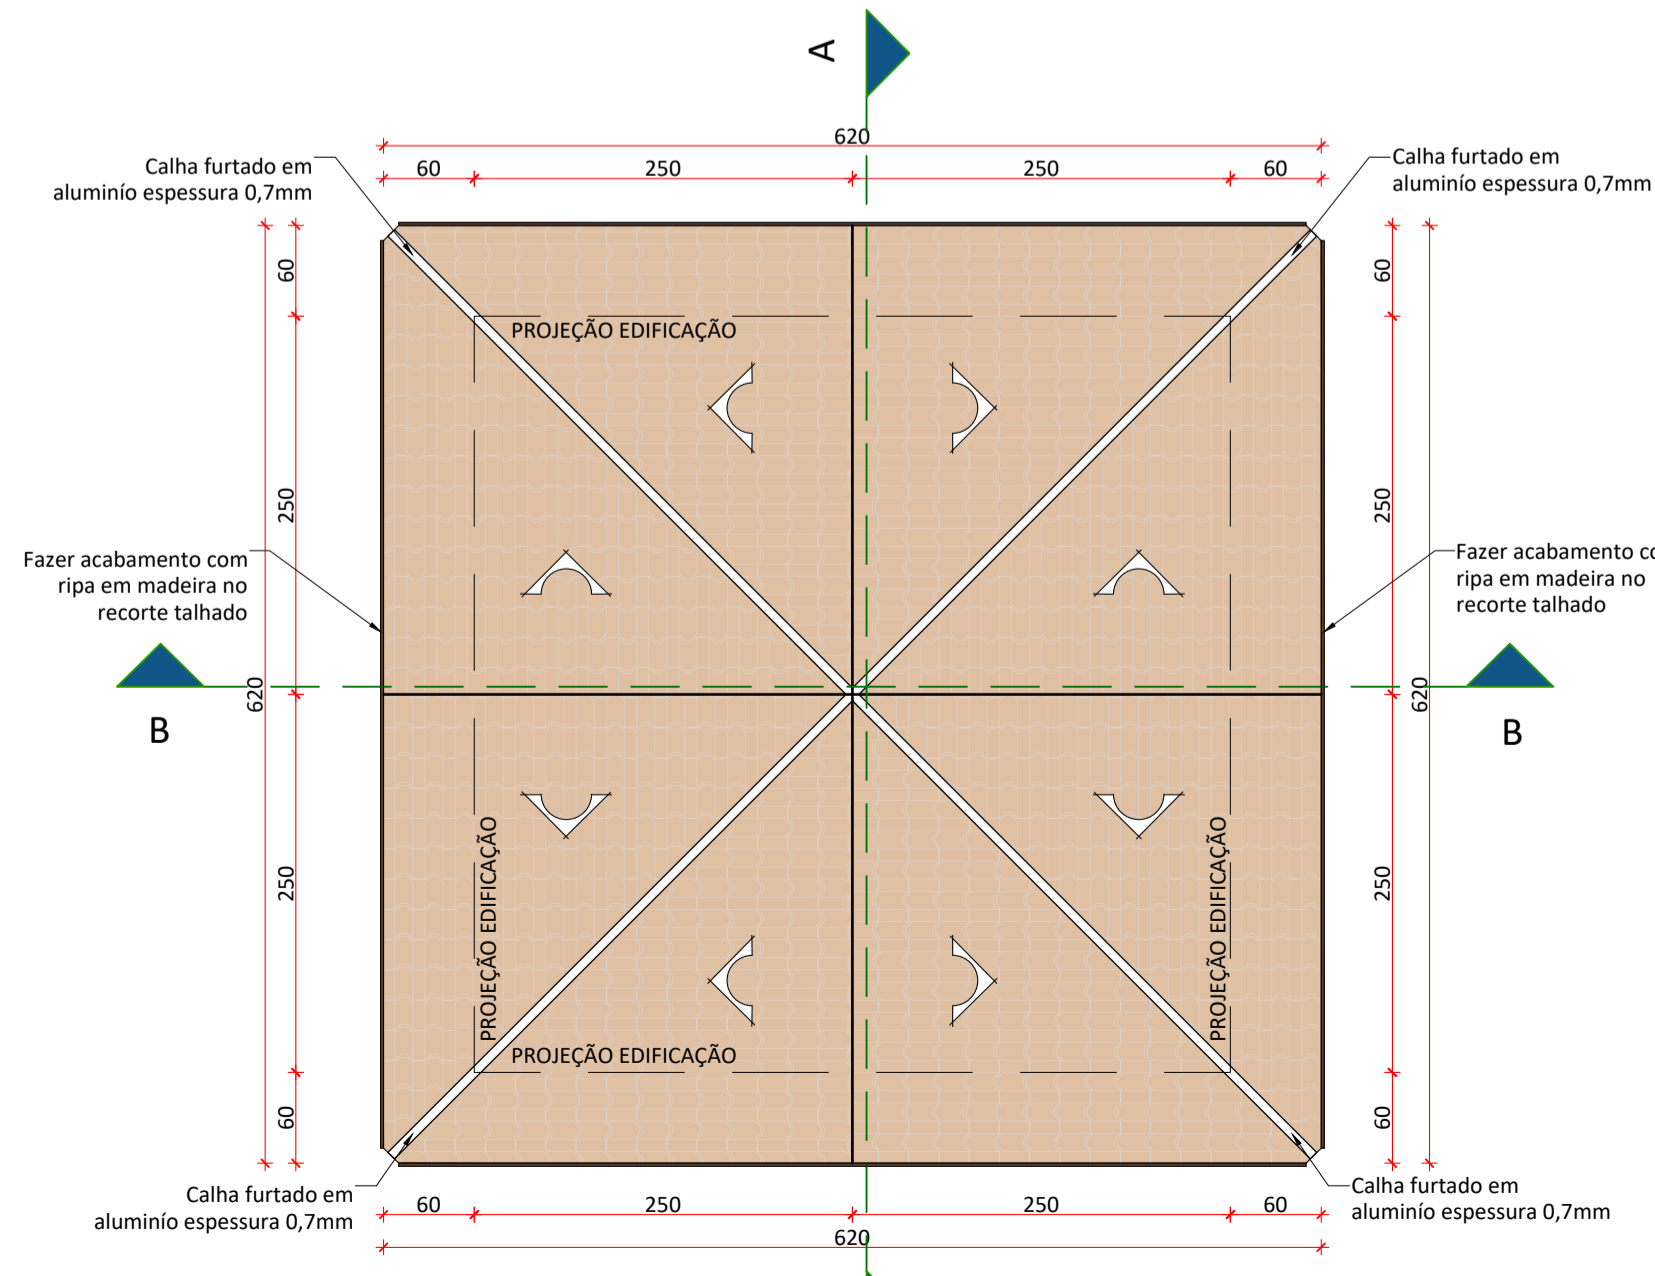 A
620
60
250
250
60
Calha furtado em
aluminío espessura 0,7mm
Calha furtado em
aluminío espessura 0,7mm
60
60
PROJEÇÃO EDIFICAÇÃO
250
250
Fazer acabamento com
ripa em madeira no
recorte talhado
Fazer acabamento co
ripa em madeira no
recorte talhado
620
620
B
B
250
250
PROJEÇÃO EDIFICAÇÃO
PROJEÇÃO EDIFICAÇÃO
PROJEÇÃO EDIFICAÇÃO
60
60
Calha furtado em
aluminío espessura 0,7mm
Calha furtado em
aluminío espessura 0,7mm
60
250
250
60
620